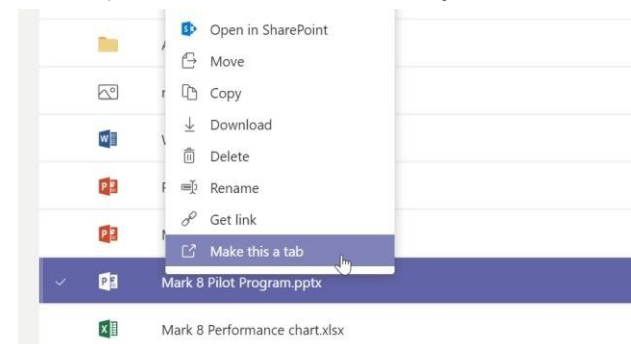 Open in SharePoint
Move
Copy
Download
Delete
Rename
Get link
Make this a tab
Mark 8 Pilot Program.pptx
Mark 8 Performance chart.xlsx